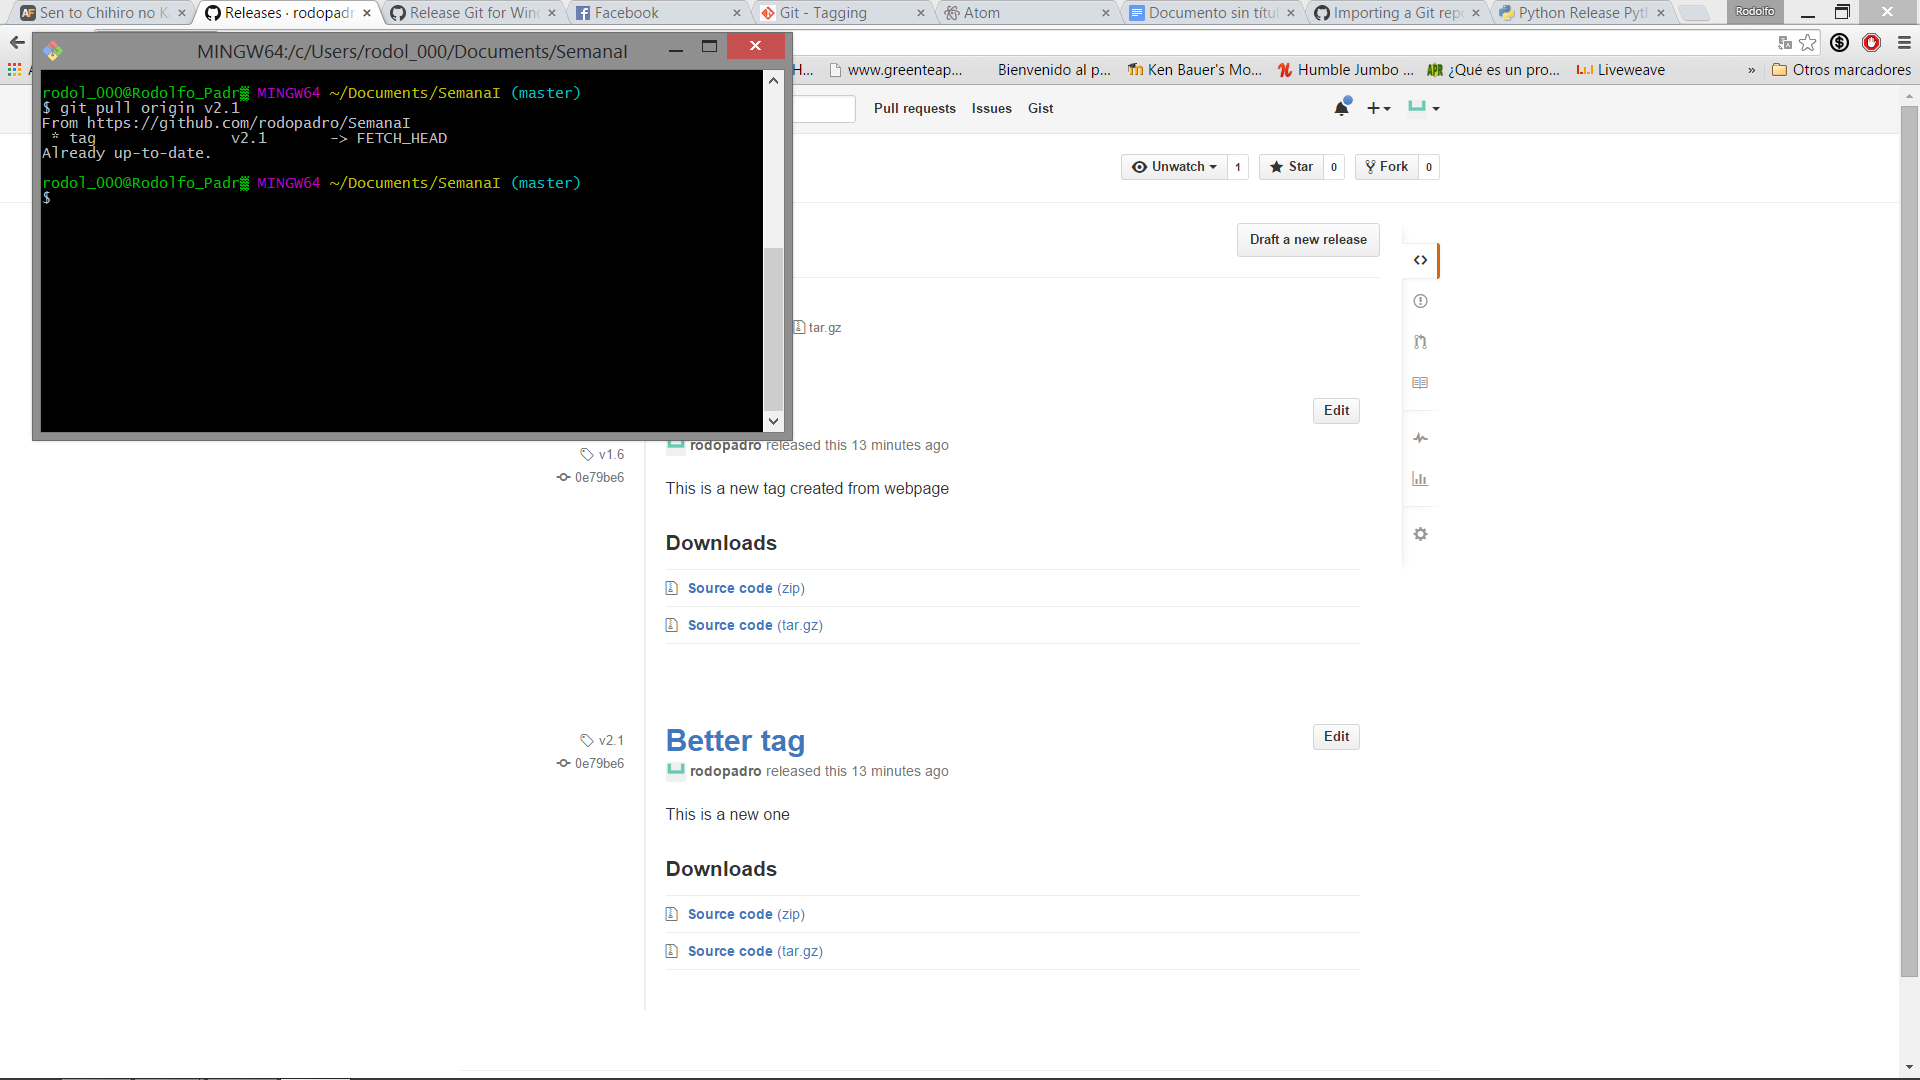 Sen to Chihiro no K
Releases · rodopadr
Release Git for Win
Facebook
Git - Tagging
Atom
Documento sin títul
Importing a Git repo
Python Release Pyt
Rodolfo
MINGW64:/c/Users/rodol_000/Documents/SemanaI
rodol_000@Rodolfo_Padr MINGW64 ~/Documents/SemanaI (master)
$ git pull origin v2.1
From https://github.com/rodopadro/SemanaI
* tag v2.1 -> FETCH_HEAD
Already up-to-date.
rodol_000@Rodolfo_Padr MINGW64 ~/Documents/SemanaI (master)
$
H...
www.greenteap...
Bienvenido al p...
Ken Bauer's Mo...
Humble Jumbo ...
APR ¿Qué es un pro...
Liveweave
»
Otros marcadores
Pull requests
Issues
Gist
Unwatch 1
Star 0
Fork 0
Draft a new release
tar.gz
Edit
rodopadro released this 13 minutes ago
v1.6
0e79be6
This is a new tag created from webpage
Downloads
Source code (zip)
Source code (tar.gz)
v2.1
0e79be6
Better tag
Edit
rodopadro released this 13 minutes ago
This is a new one
Downloads
Source code (zip)
Source code (tar.gz)